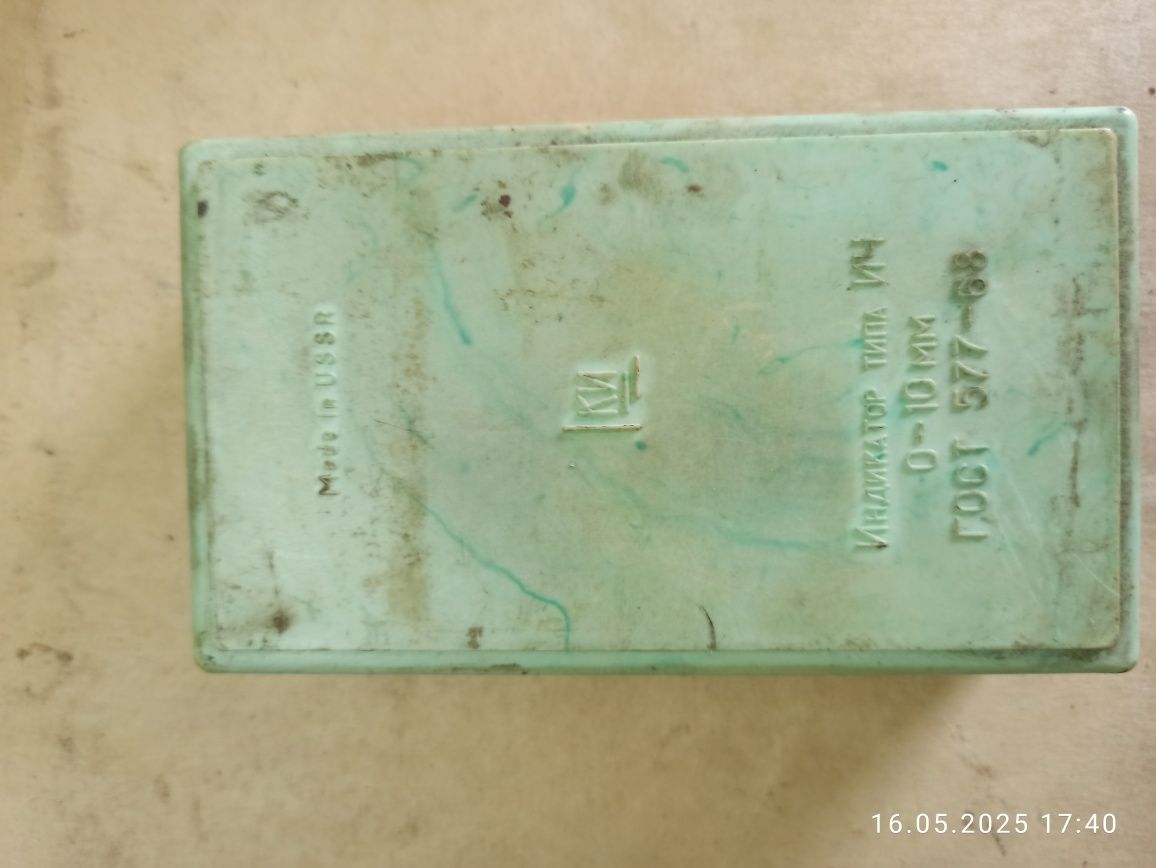 Made in USSR
КИ
Индикатор типа ИЧ
0-10 мм
ГОСТ 577-68
16.05.2025 17:40